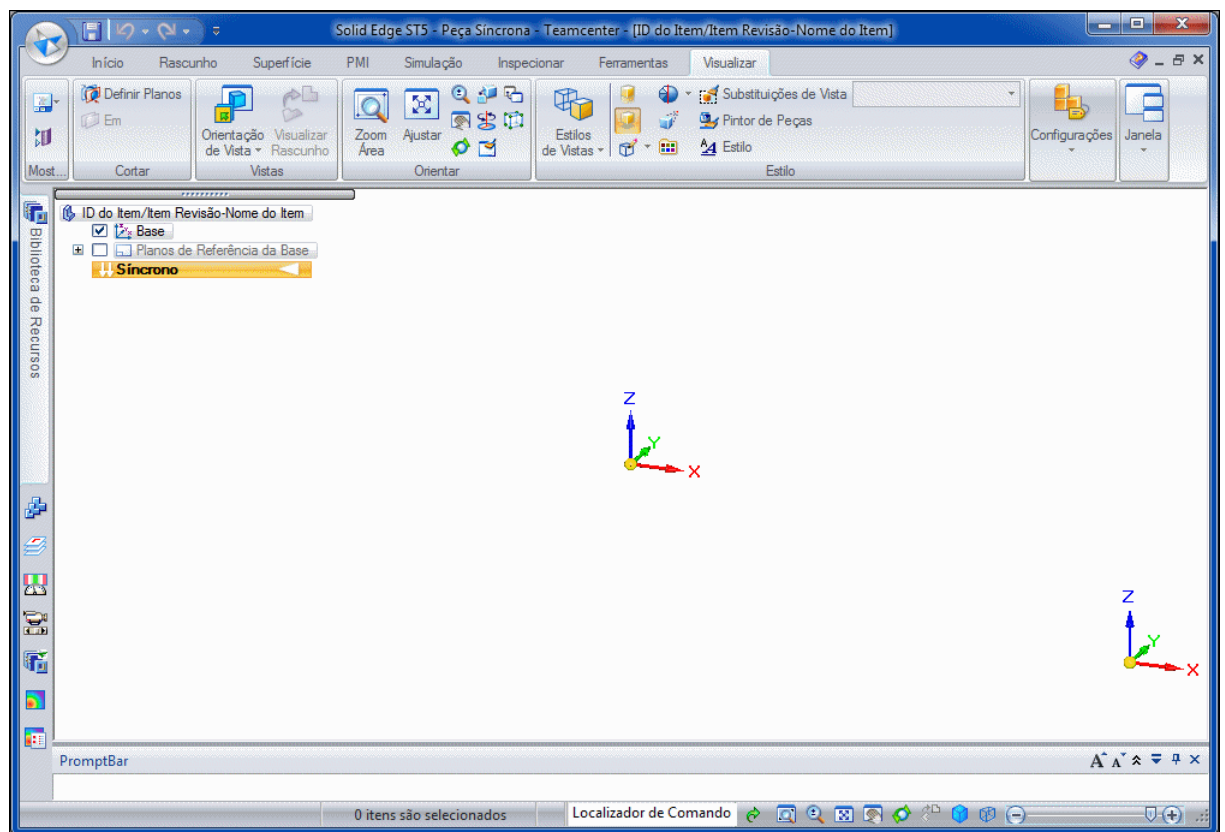 Solid Edge ST5 - Peça Síncrona - Teamcenter - [ID do Item/Item Revisão-Nome do Item]
Início Rascunho Superfície PMI Simulação Inspecionar Ferramentas Visualizar
Definir Planos
Em
Orientação de Vista
Visualizar Rascunho
Zoom Área
Ajustar
Estilos de Vistas
Substituições de Vista
Pintor de Peças
Estilo
Configurações
Janela
Most... Cortar Vistas Orientar Estilo
Biblioteca de Recursos
ID do Item/Item Revisão-Nome do Item
Base
Planos de Referência da Base
Síncrono
Z
Y
X
Z
Y
X
PromptBar
A A
0 itens são selecionados Localizador de Comando